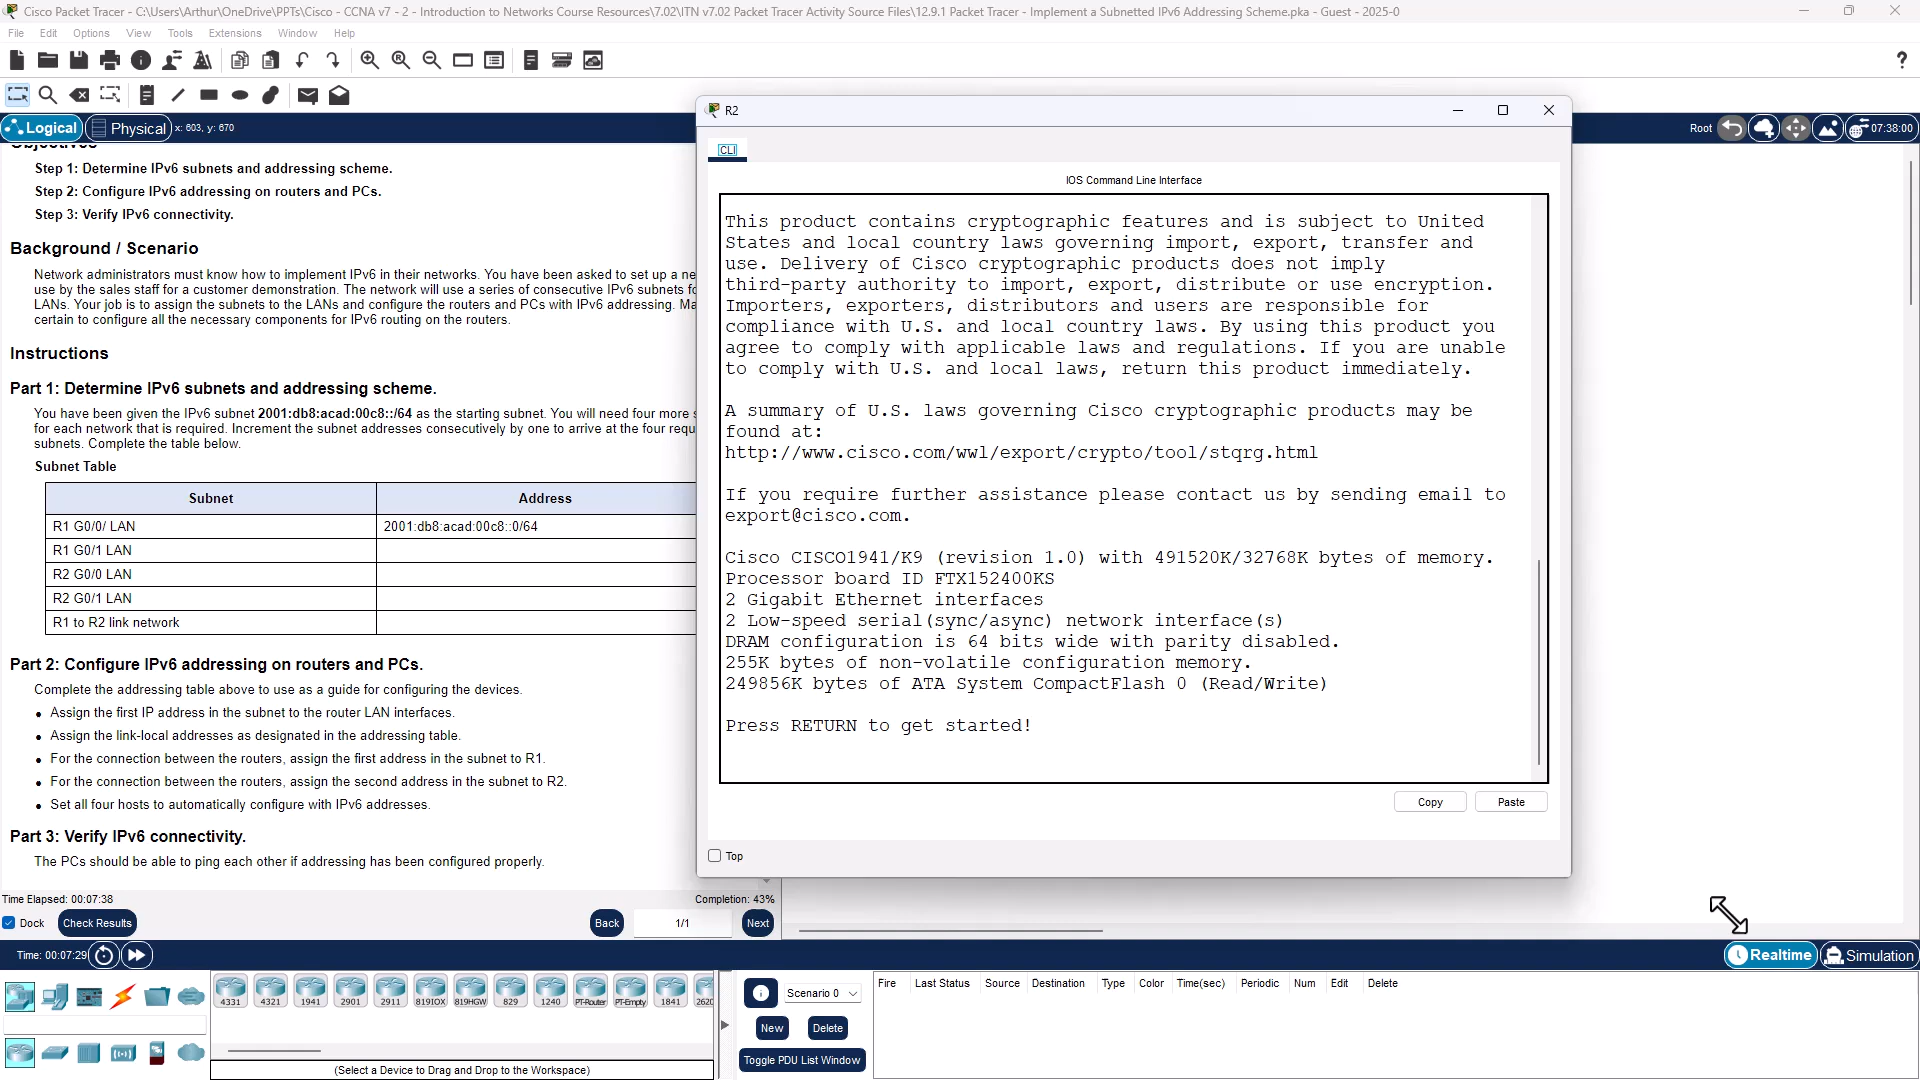 Cisco Packet Tracer - C:\Users\Arthur\OneDrive\PPTs\Cisco - CCNA v7 - 2 - Introduction to Networks Course Resources\7.02\ITN v7.02 Packet Tracer Activity Source Files\12.9.1 Packet Tracer - Implement a Subnetted IPv6 Addressing Scheme.pka - Guest - 2025-0
File Edit Options View Tools Extensions Window Help
Logical Physical x: 603, y: 670
Root 07:38:00
Objectives
Step 1: Determine IPv6 subnets and addressing scheme.
Step 2: Configure IPv6 addressing on routers and PCs.
Step 3: Verify IPv6 connectivity.
Background / Scenario
Network administrators must know how to implement IPv6 in their networks. You have been asked to set up a ne
use by the sales staff for a customer demonstration. The network will use a series of consecutive IPv6 subnets fo
LANs. Your job is to assign the subnets to the LANs and configure the routers and PCs with IPv6 addressing. Ma
certain to configure all the necessary components for IPv6 routing on the routers.
Instructions
Part 1: Determine IPv6 subnets and addressing scheme.
You have been given the IPv6 subnet 2001:db8:acad:00c8::/64 as the starting subnet. You will need four more s
for each network that is required. Increment the subnet addresses consecutively by one to arrive at the four requ
subnets. Complete the table below.
Subnet Table
Subnet Address
R1 G0/0/ LAN 2001:db8:acad:00c8::0/64
R1 G0/1 LAN
R2 G0/0 LAN
R2 G0/1 LAN
R1 to R2 link network
Part 2: Configure IPv6 addressing on routers and PCs.
Complete the addressing table above to use as a guide for configuring the devices.
• Assign the first IP address in the subnet to the router LAN interfaces.
• Assign the link-local addresses as designated in the addressing table.
• For the connection between the routers, assign the first address in the subnet to R1.
• For the connection between the routers, assign the second address in the subnet to R2.
• Set all four hosts to automatically configure with IPv6 addresses.
Part 3: Verify IPv6 connectivity.
The PCs should be able to ping each other if addressing has been configured properly.
Time Elapsed: 00:07:38 Completion: 43%
Dock Check Results Back 1/1 Next
R2
CLI
IOS Command Line Interface
This product contains cryptographic features and is subject to United
States and local country laws governing import, export, transfer and
use. Delivery of Cisco cryptographic products does not imply
third-party authority to import, export, distribute or use encryption.
Importers, exporters, distributors and users are responsible for
compliance with U.S. and local country laws. By using this product you
agree to comply with applicable laws and regulations. If you are unable
to comply with U.S. and local laws, return this product immediately.
A summary of U.S. laws governing Cisco cryptographic products may be
found at:
http://www.cisco.com/wwl/export/crypto/tool/stqrg.html
If you require further assistance please contact us by sending email to
export@cisco.com.
Cisco CISCO1941/K9 (revision 1.0) with 491520K/32768K bytes of memory.
Processor board ID FTX152400KS
2 Gigabit Ethernet interfaces
2 Low-speed serial(sync/async) network interface(s)
DRAM configuration is 64 bits wide with parity disabled.
255K bytes of non-volatile configuration memory.
249856K bytes of ATA System CompactFlash 0 (Read/Write)
Press RETURN to get started!
Copy Paste
Top
Time: 00:07:29
Realtime Simulation
4331 4321 1941 2901 2911 819IOX 819HGW 829 1240 PT-Router PT-Empty 1841 2620
(Select a Device to Drag and Drop to the Workspace)
Scenario 0
New Delete
Toggle PDU List Window
Fire Last Status Source Destination Type Color Time(sec) Periodic Num Edit Delete